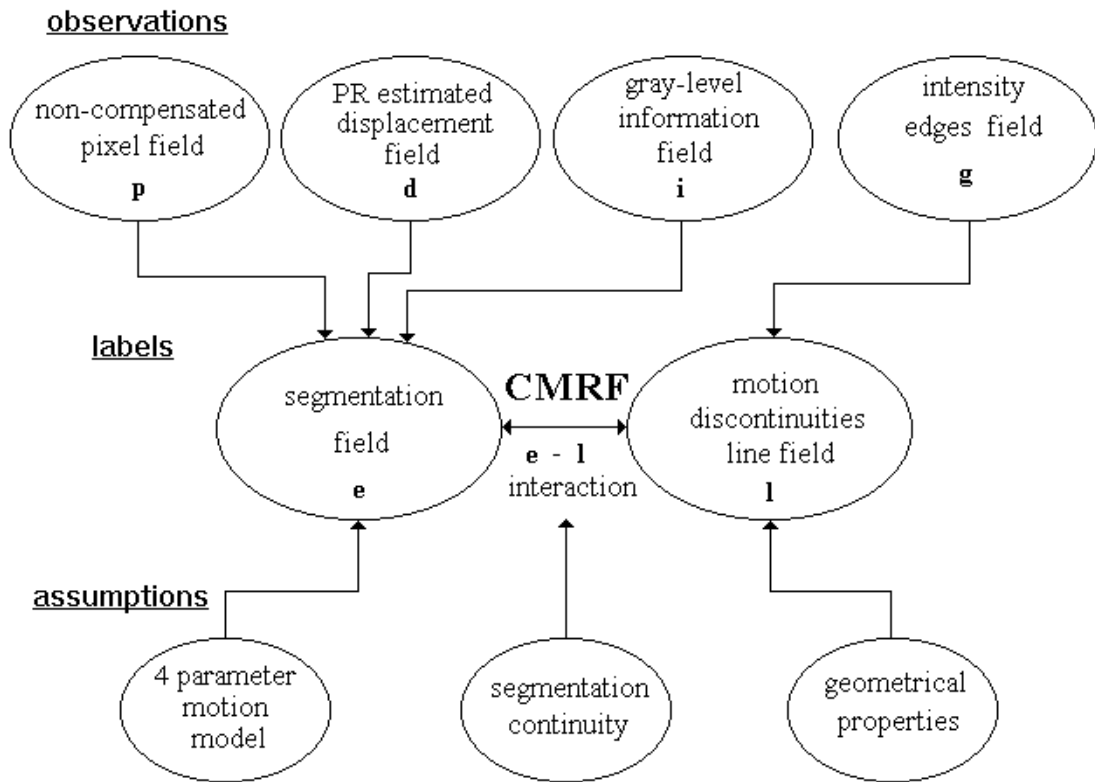 observations
non-compensated
pixel field
p
PR estimated
displacement
field
d
gray-level
information
field
i
intensity
edges field
g
labels
segmentation
field
e
CMRF
e - l
interaction
motion
discontinuities
line field
l
assumptions
4 parameter
motion
model
segmentation
continuity
geometrical
properties